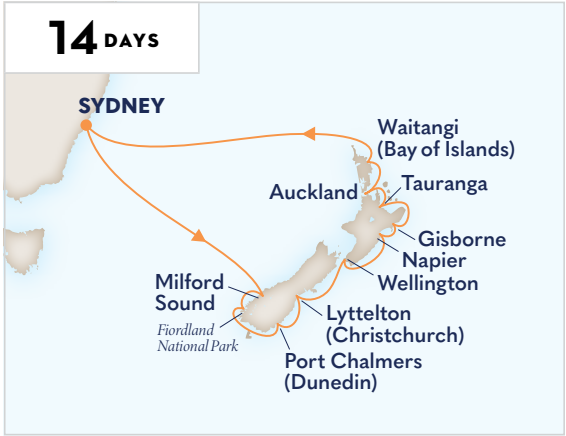 14 DAYS
SYDNEY
Waitangi
(Bay of Islands)
Auckland
Tauranga
Gisborne
Napier
Wellington
Milford
Sound
Fiordland
National Park
Lyttelton
(Christchurch)
Port Chalmers
(Dunedin)